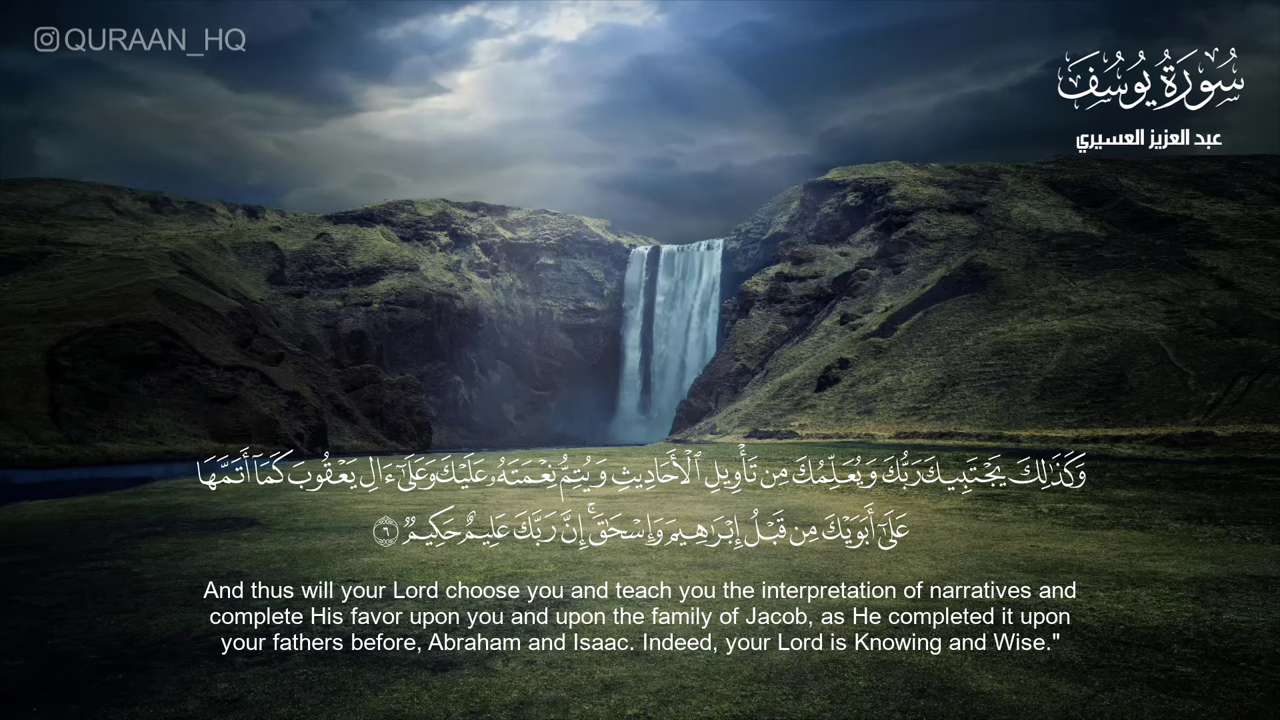 QURAAN_HQ
سُورَةُ يُوسُفَ
عبد العزيز العسيري
وَكَذَٰلِكَ يَجْتَبِيكَ رَبُّكَ وَيُعَلِّمُكَ مِن تَأْوِيلِ ٱلْأَحَادِيثِ وَيُتِمُّ نِعْمَتَهُۥ عَلَيْكَ وَعَلَىٰٓ ءَالِ يَعْقُوبَ كَمَآ أَتَمَّهَا
عَلَىٰٓ أَبَوَيْكَ مِن قَبْلُ إِبْرَٰهِيمَ وَإِسْحَٰقَ ۚ إِنَّ رَبَّكَ عَلِيمٌ حَكِيمٌ ٦
And thus will your Lord choose you and teach you the interpretation of narratives and
complete His favor upon you and upon the family of Jacob, as He completed it upon
your fathers before, Abraham and Isaac. Indeed, your Lord is Knowing and Wise."